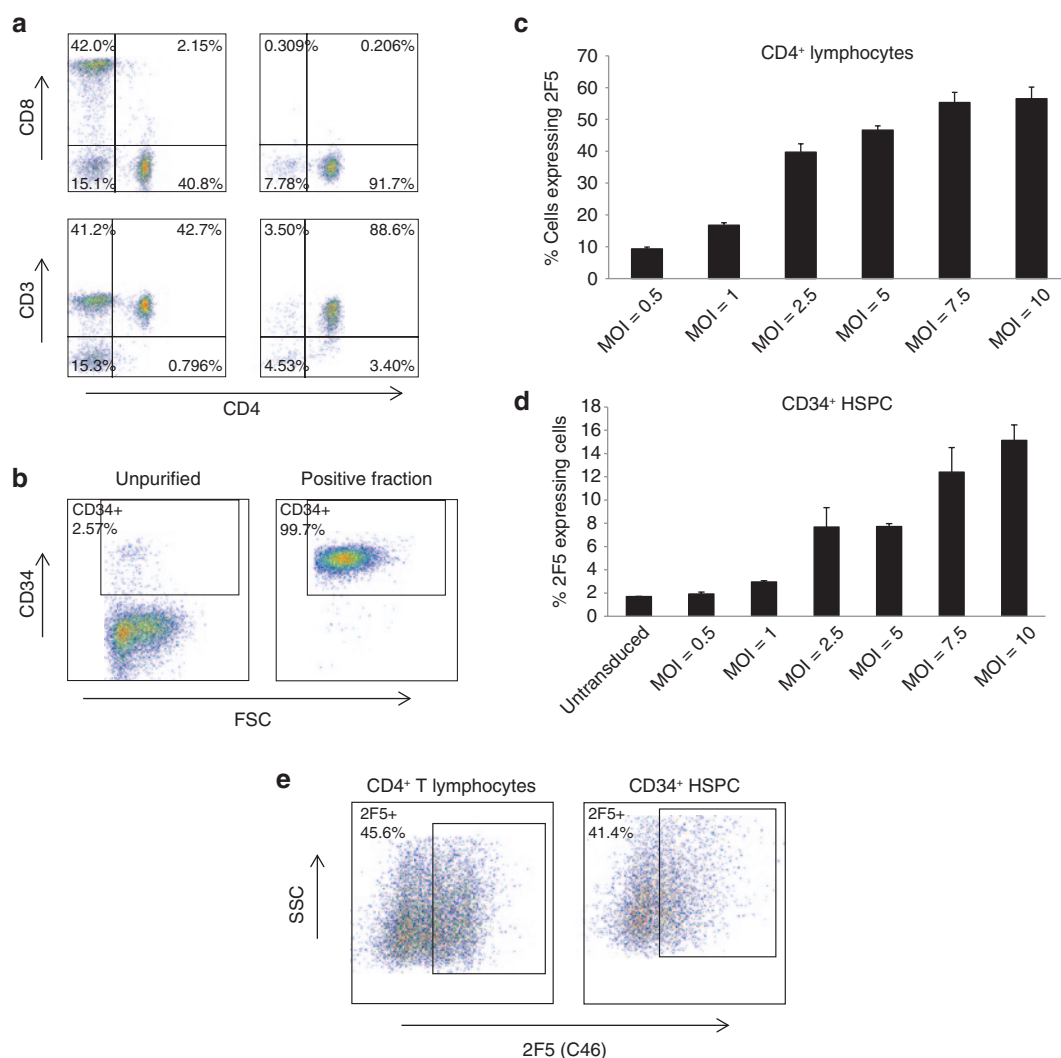 a
42.0% 2.15%
15.1% 40.8%
0.309% 0.206%
7.78% 91.7%
CD8
41.2% 42.7%
15.3% 0.796%
3.50% 88.6%
4.53% 3.40%
CD3
CD4
b
Unpurified
Positive fraction
CD34+
2.57%
CD34+
99.7%
CD34
FSC
c
CD4+ lymphocytes
% Cells expressing 2F5
70
60
50
40
30
20
10
0
MOI = 0.5
MOI = 1
MOI = 2.5
MOI = 5
MOI = 7.5
MOI = 10
d
CD34+ HSPC
% 2F5 expressing cells
18
16
14
12
10
8
6
4
2
0
Untransduced
MOI = 0.5
MOI = 1
MOI = 2.5
MOI = 5
MOI = 7.5
MOI = 10
e
CD4+ T lymphocytes
CD34+ HSPC
2F5+
45.6%
2F5+
41.4%
SSC
2F5 (C46)